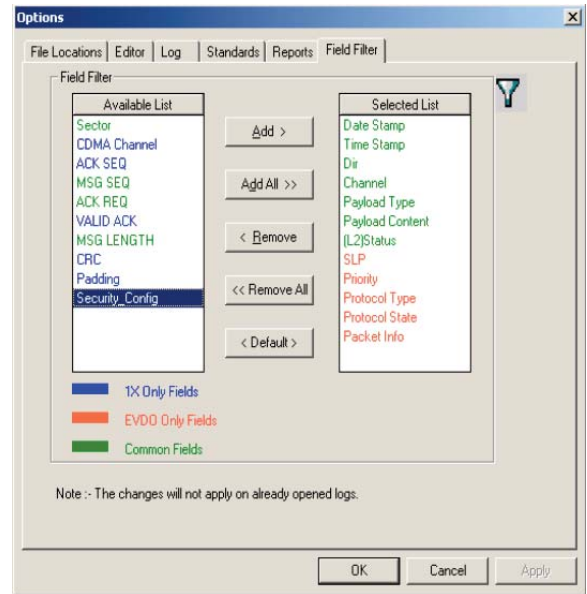 Options
File Locations Editor Log Standards Reports Field Filter
Field Filter
Available List
Sector
CDMA Channel
ACK SEQ
MSG SEQ
ACK REQ
VALID ACK
MSG LENGTH
CRC
Padding
Security_Config
Add >
Add All >>
< Remove
<< Remove All
< Default >
Selected List
Date Stamp
Time Stamp
Dir
Channel
Payload Type
Payload Content
(L2)Status
SLP
Priority
Protocol Type
Protocol State
Packet Info
1X Only Fields
EVDO Only Fields
Common Fields
Note :- The changes will not apply on already opened logs.
OK Cancel Apply